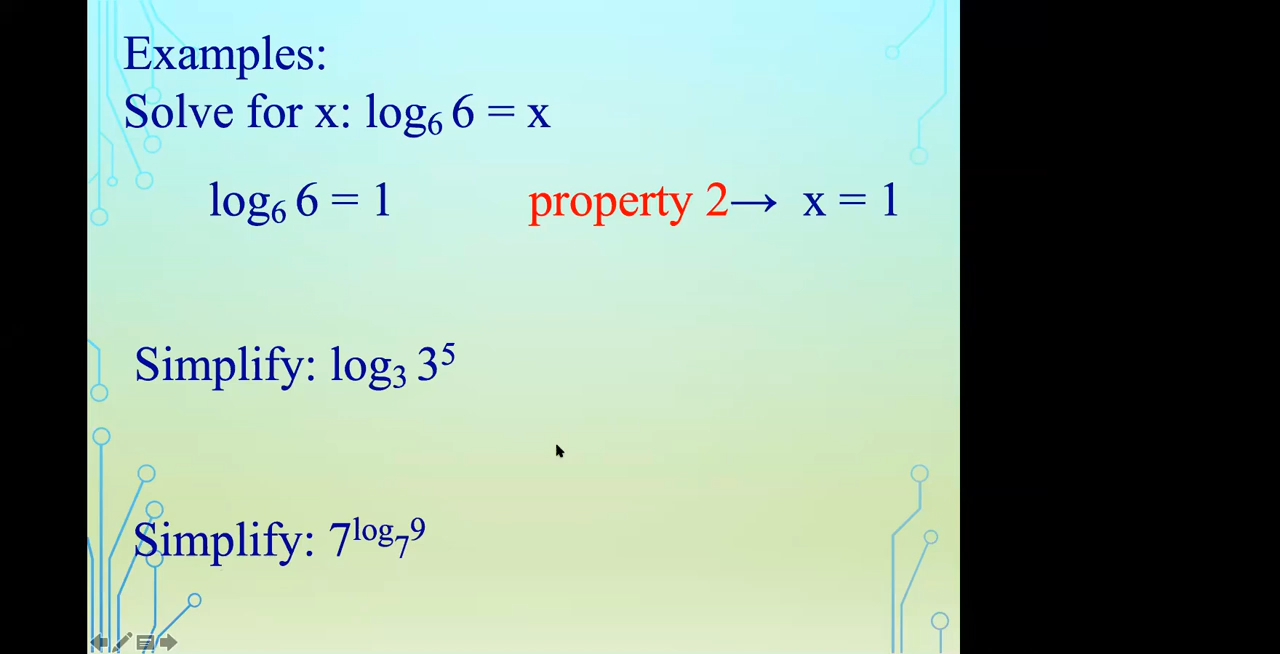 Examples:
Solve for x: log₆ 6 = x
log₆ 6 = 1 property 2→ x = 1
Simplify: log₃ 3⁵
Simplify: 7^log₇9